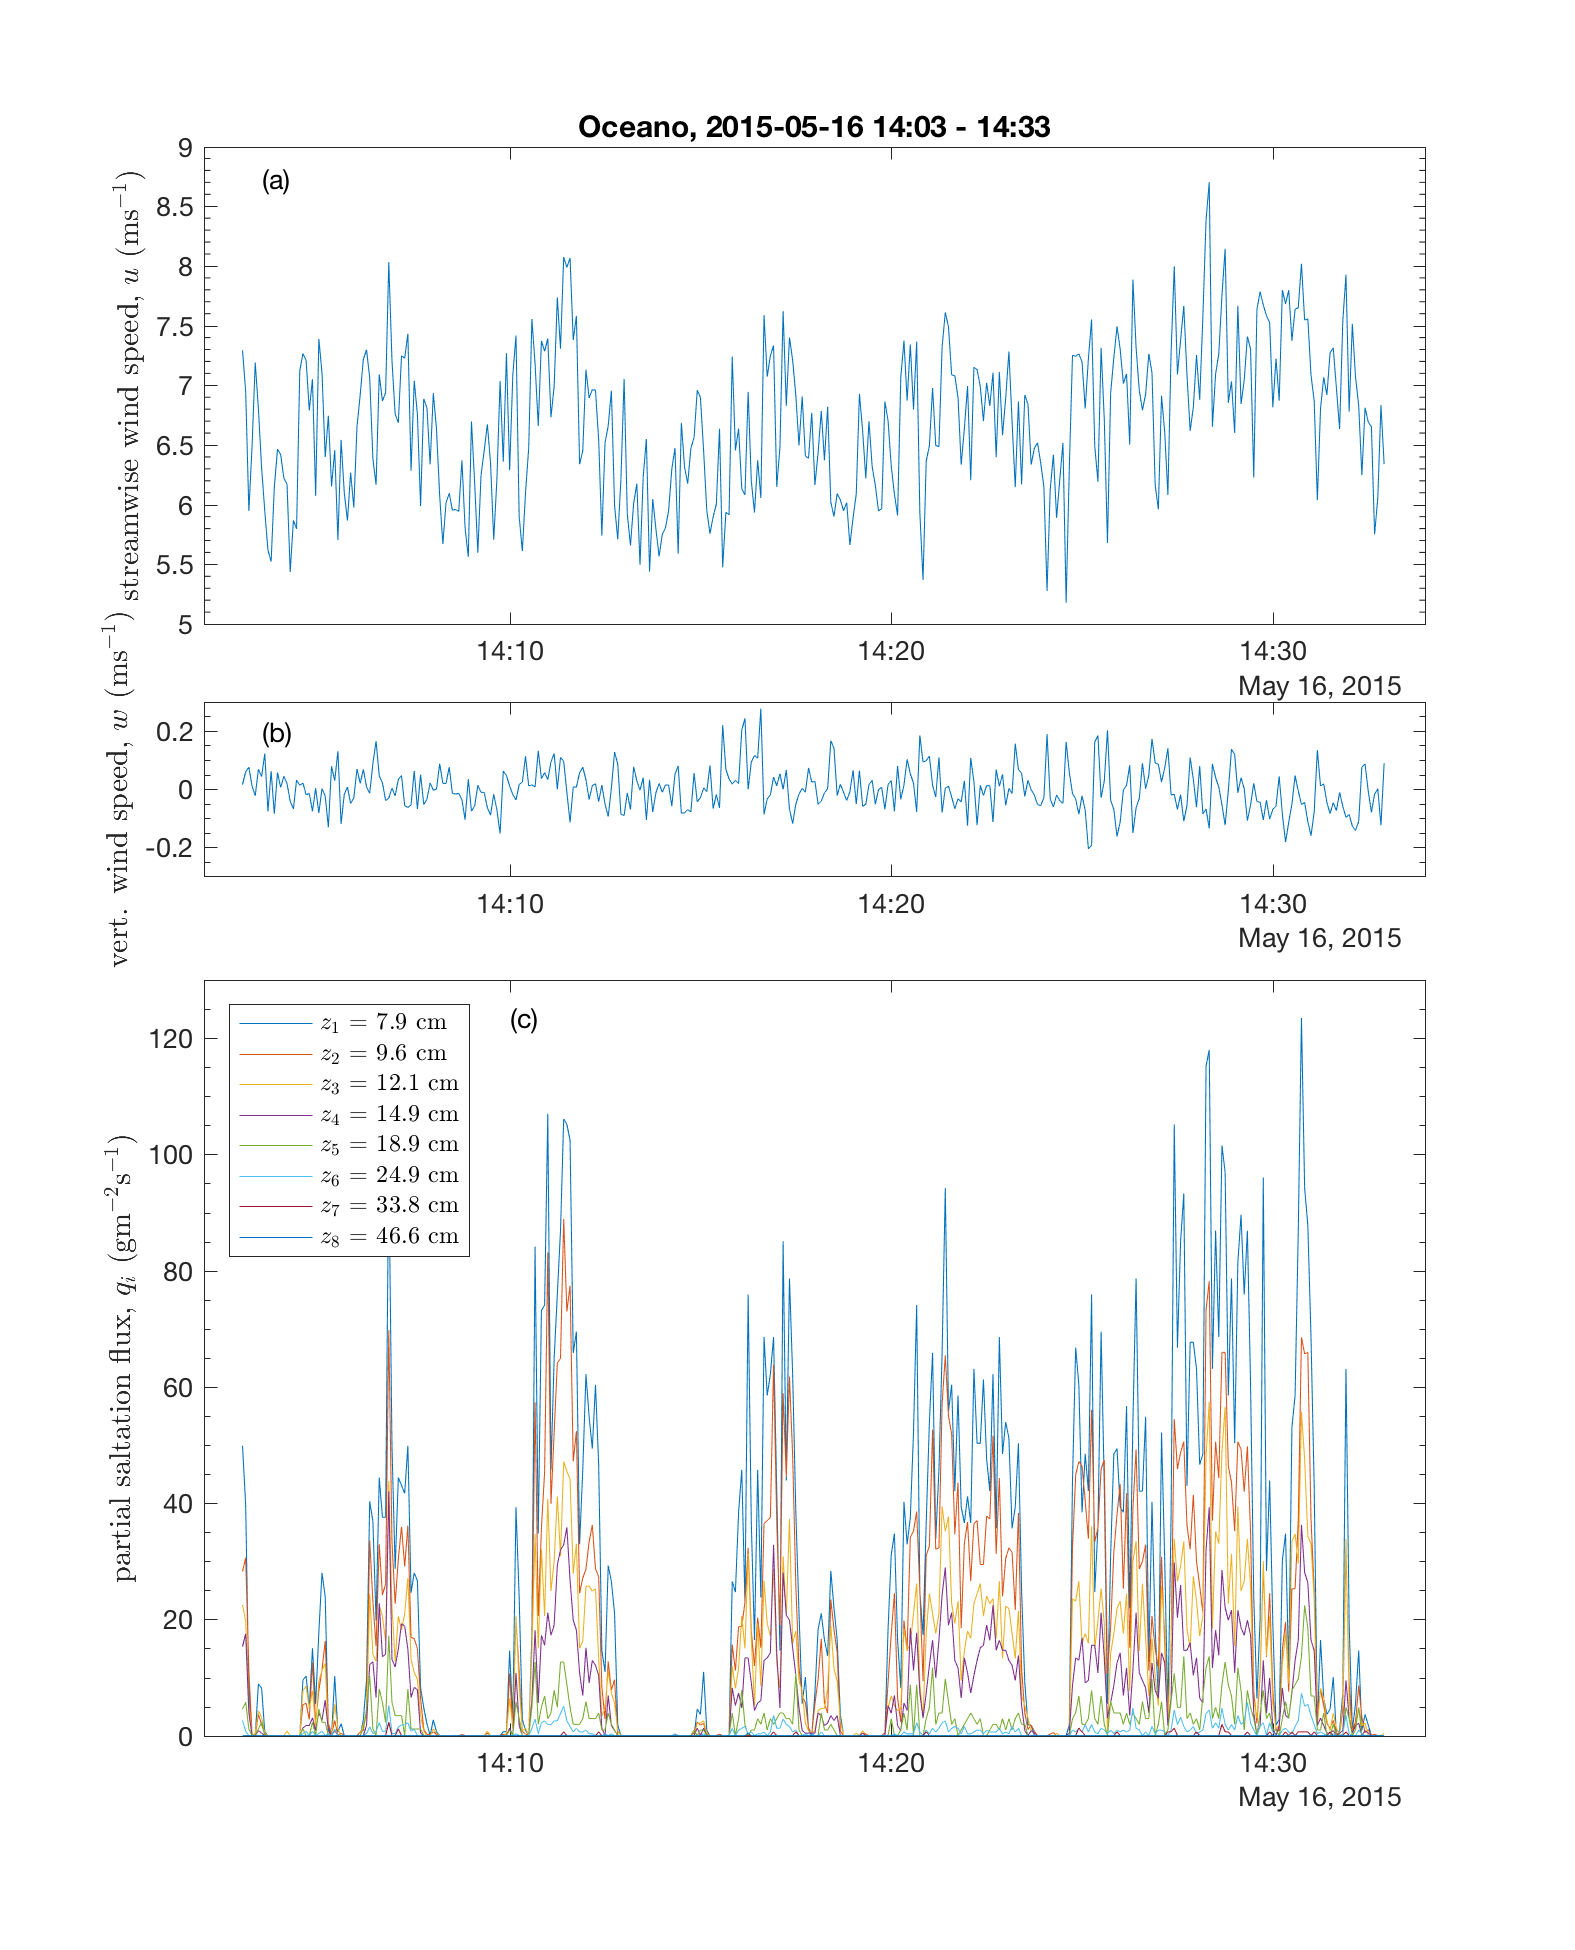 Oceano, 2015-05-16 14:03 - 14:33
(a)
streamwise wind speed, u (ms⁻¹)
9
8.5
8
7.5
7
6.5
6
5.5
5
14:10 14:20 14:30
May 16, 2015
(b)
vert. wind speed, w (ms⁻¹)
0.2
0
-0.2
14:10 14:20 14:30
May 16, 2015
(c)
partial saltation flux, qᵢ (gm⁻²s⁻¹)
z₁ = 7.9 cm
z₂ = 9.6 cm
z₃ = 12.1 cm
z₄ = 14.9 cm
z₅ = 18.9 cm
z₆ = 24.9 cm
z₇ = 33.8 cm
z₈ = 46.6 cm
120
100
80
60
40
20
0
14:10 14:20 14:30
May 16, 2015